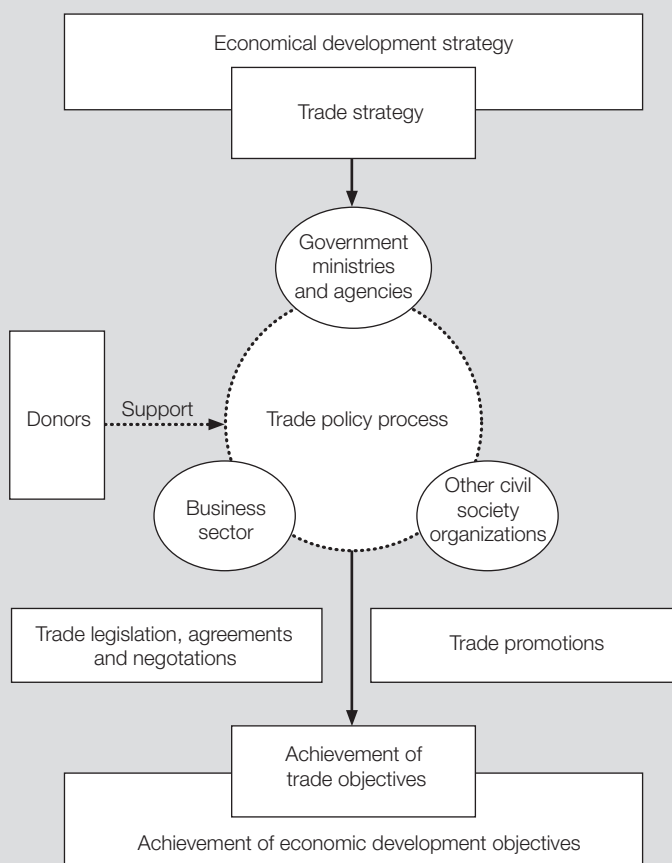 Economical development strategy
Trade strategy
Government
ministries
and agencies
Donors
Support
Trade policy process
Business
sector
Other civil
society
organizations
Trade legislation, agreements
and negotations
Trade promotions
Achievement of
trade objectives
Achievement of economic development objectives